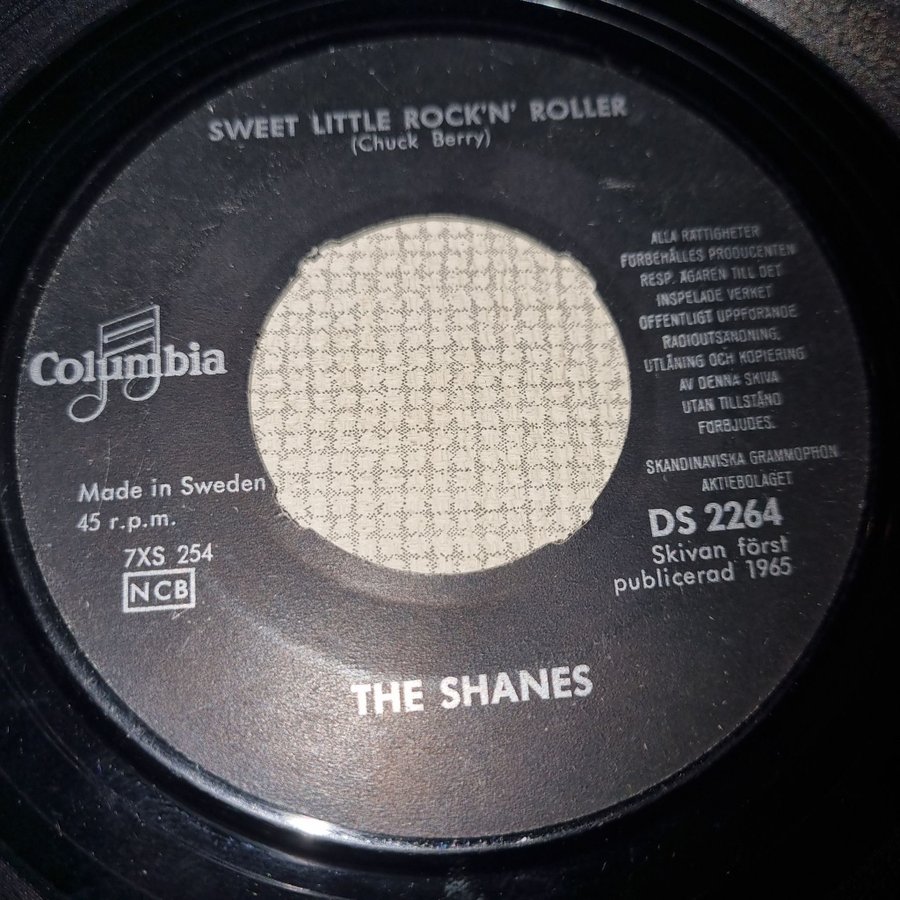 SWEET LITTLE ROCK'N' ROLLER
(Chuck Berry)
Columbia
Made in Sweden
45 r.p.m.
7XS 254
NCB
ALLA RÄTTIGHETER
FÖRBEHÅLLES PRODUCENTEN
RESP. ÄGAREN TILL DET
INSPELADE VERKET
OFFENTLIGT UPPFÖRANDE
RADIOUTSÄNDNING,
UTLÅNING OCH KOPIERING
AV DENNA SKIVA
UTAN TILLSTÅND
FÖRBJUDES.
SKANDINAVISKA GRAMMOPHON
AKTIEBOLAGET
DS 2264
Skivan först
publicerad 1965
THE SHANES